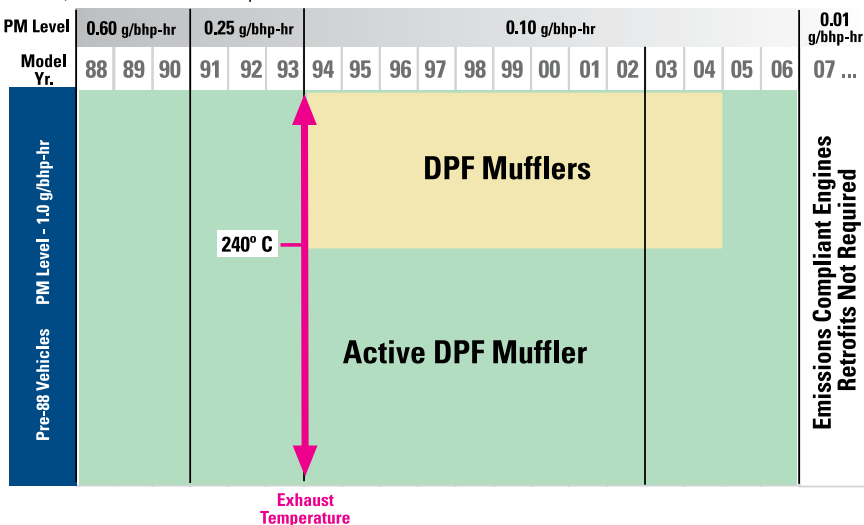 PM Level 0.60 g/bhp-hr 0.25 g/bhp-hr 0.10 g/bhp-hr 0.01 g/bhp-hr
Model Yr. 88 89 90 91 92 93 94 95 96 97 98 99 00 01 02 03 04 05 06 07 ...
Pre-88 Vehicles PM Level - 1.0 g/bhp-hr
DPF Mufflers
240° C
Active DPF Muffler
Emissions Compliant Engines
Retrofits Not Required
Exhaust
Temperature